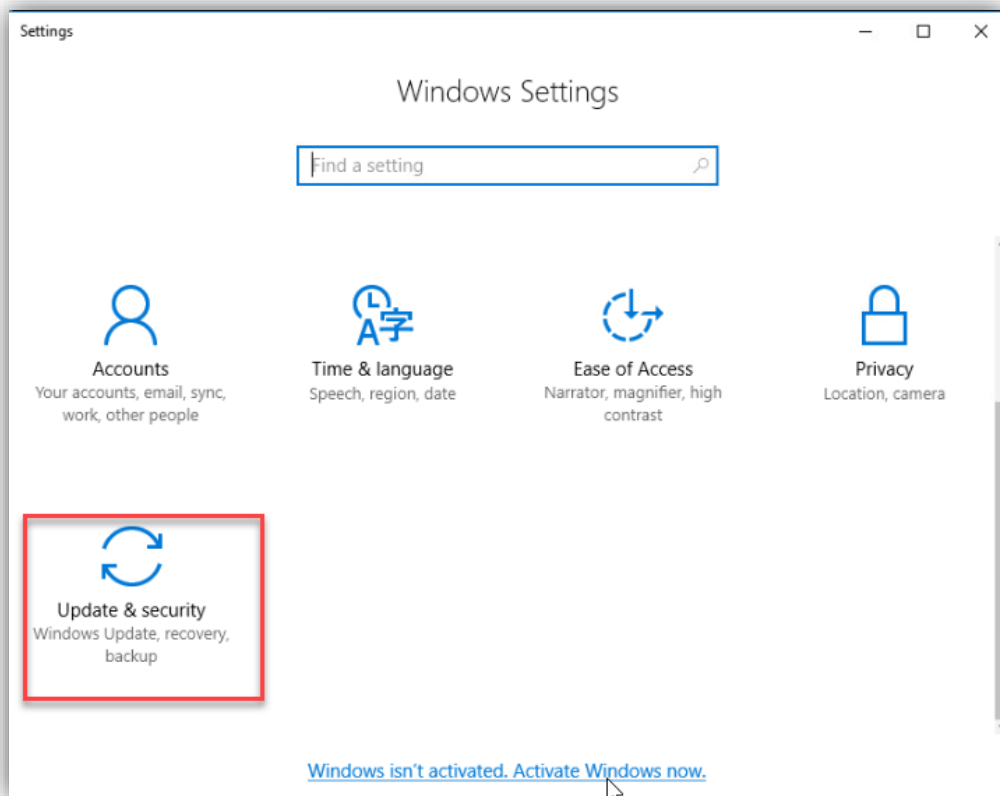 Settings
Windows Settings
Find a setting
Accounts
Your accounts, email, sync,
work, other people
Time & language
Speech, region, date
Ease of Access
Narrator, magnifier, high
contrast
Privacy
Location, camera
Update & security
Windows Update, recovery,
backup
Windows isn't activated. Activate Windows now.